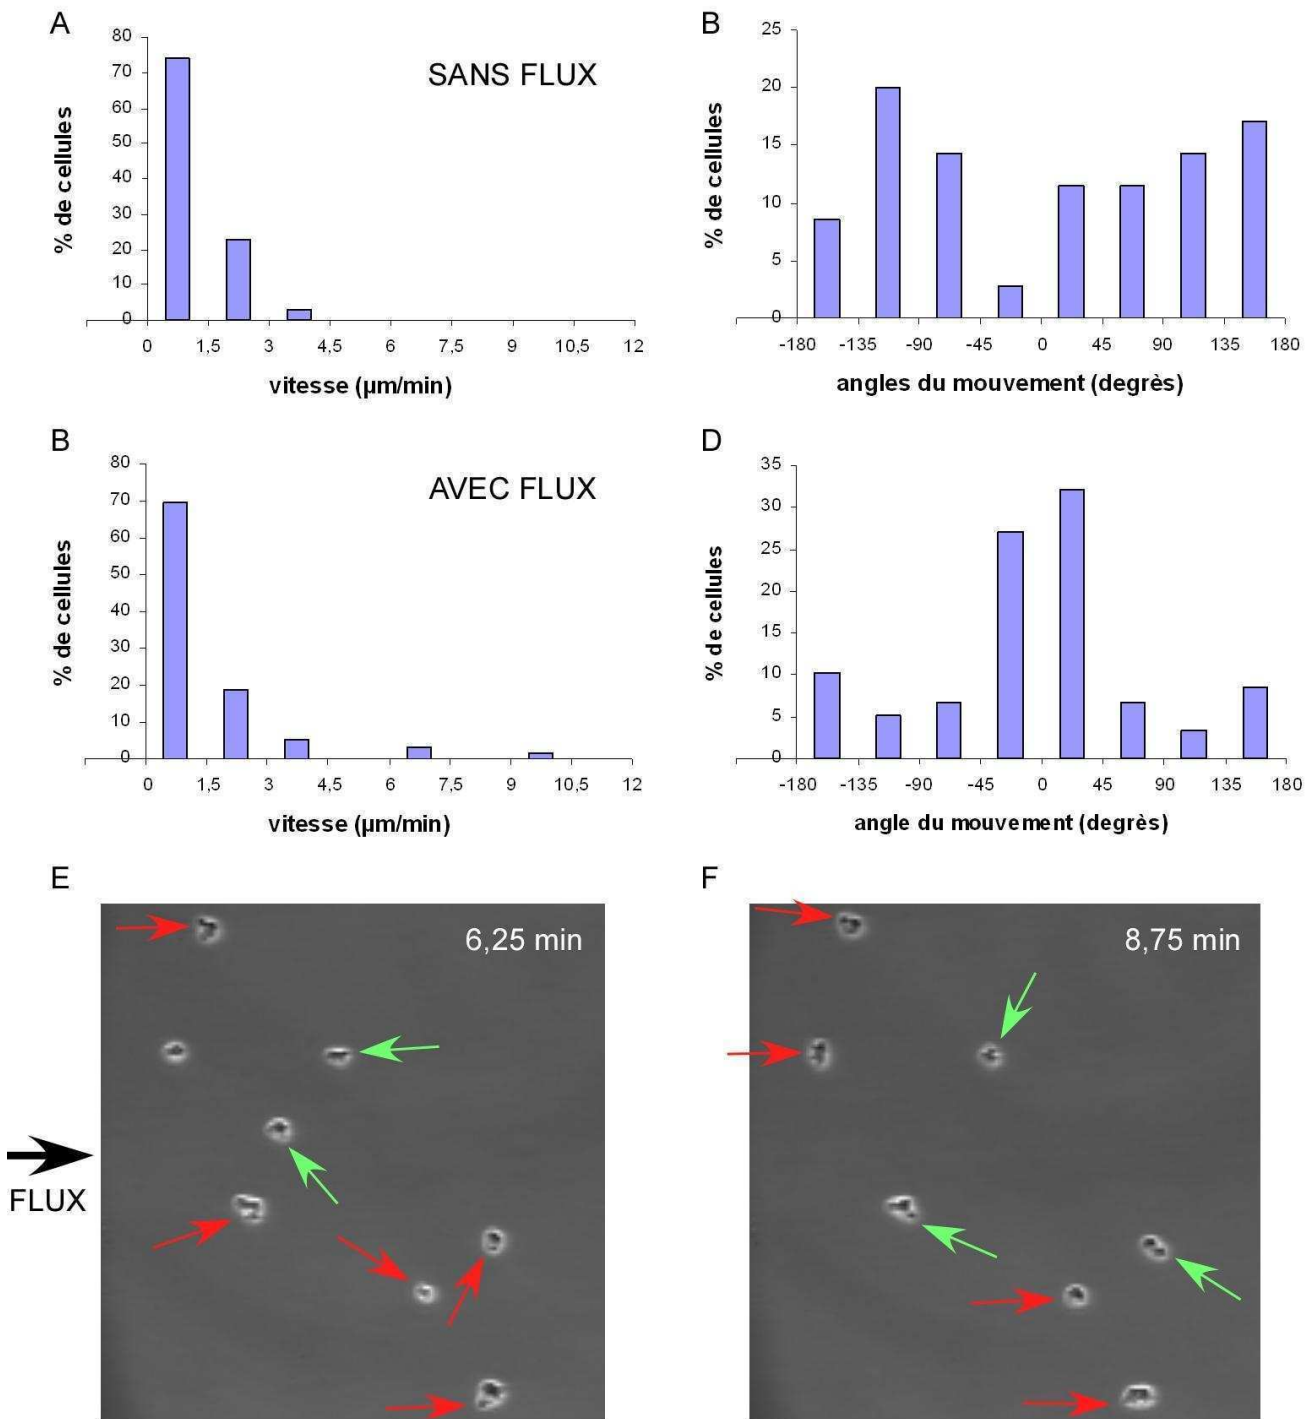 A
SANS FLUX
% de cellules
80
70
60
50
40
30
20
10
0
0 1,5 3 4,5 6 7,5 9 10,5 12
vitesse (µm/min)
B
% de cellules
25
20
15
10
5
0
-180 -135 -90 -45 0 45 90 135 180
angles du mouvement (degrès)
B
AVEC FLUX
% de cellules
80
70
60
50
40
30
20
10
0
0 1,5 3 4,5 6 7,5 9 10,5 12
vitesse (µm/min)
D
% de cellules
35
30
25
20
15
10
5
0
-180 -135 -90 -45 0 45 90 135 180
angle du mouvement (degrès)
E
6,25 min
FLUX
F
8,75 min